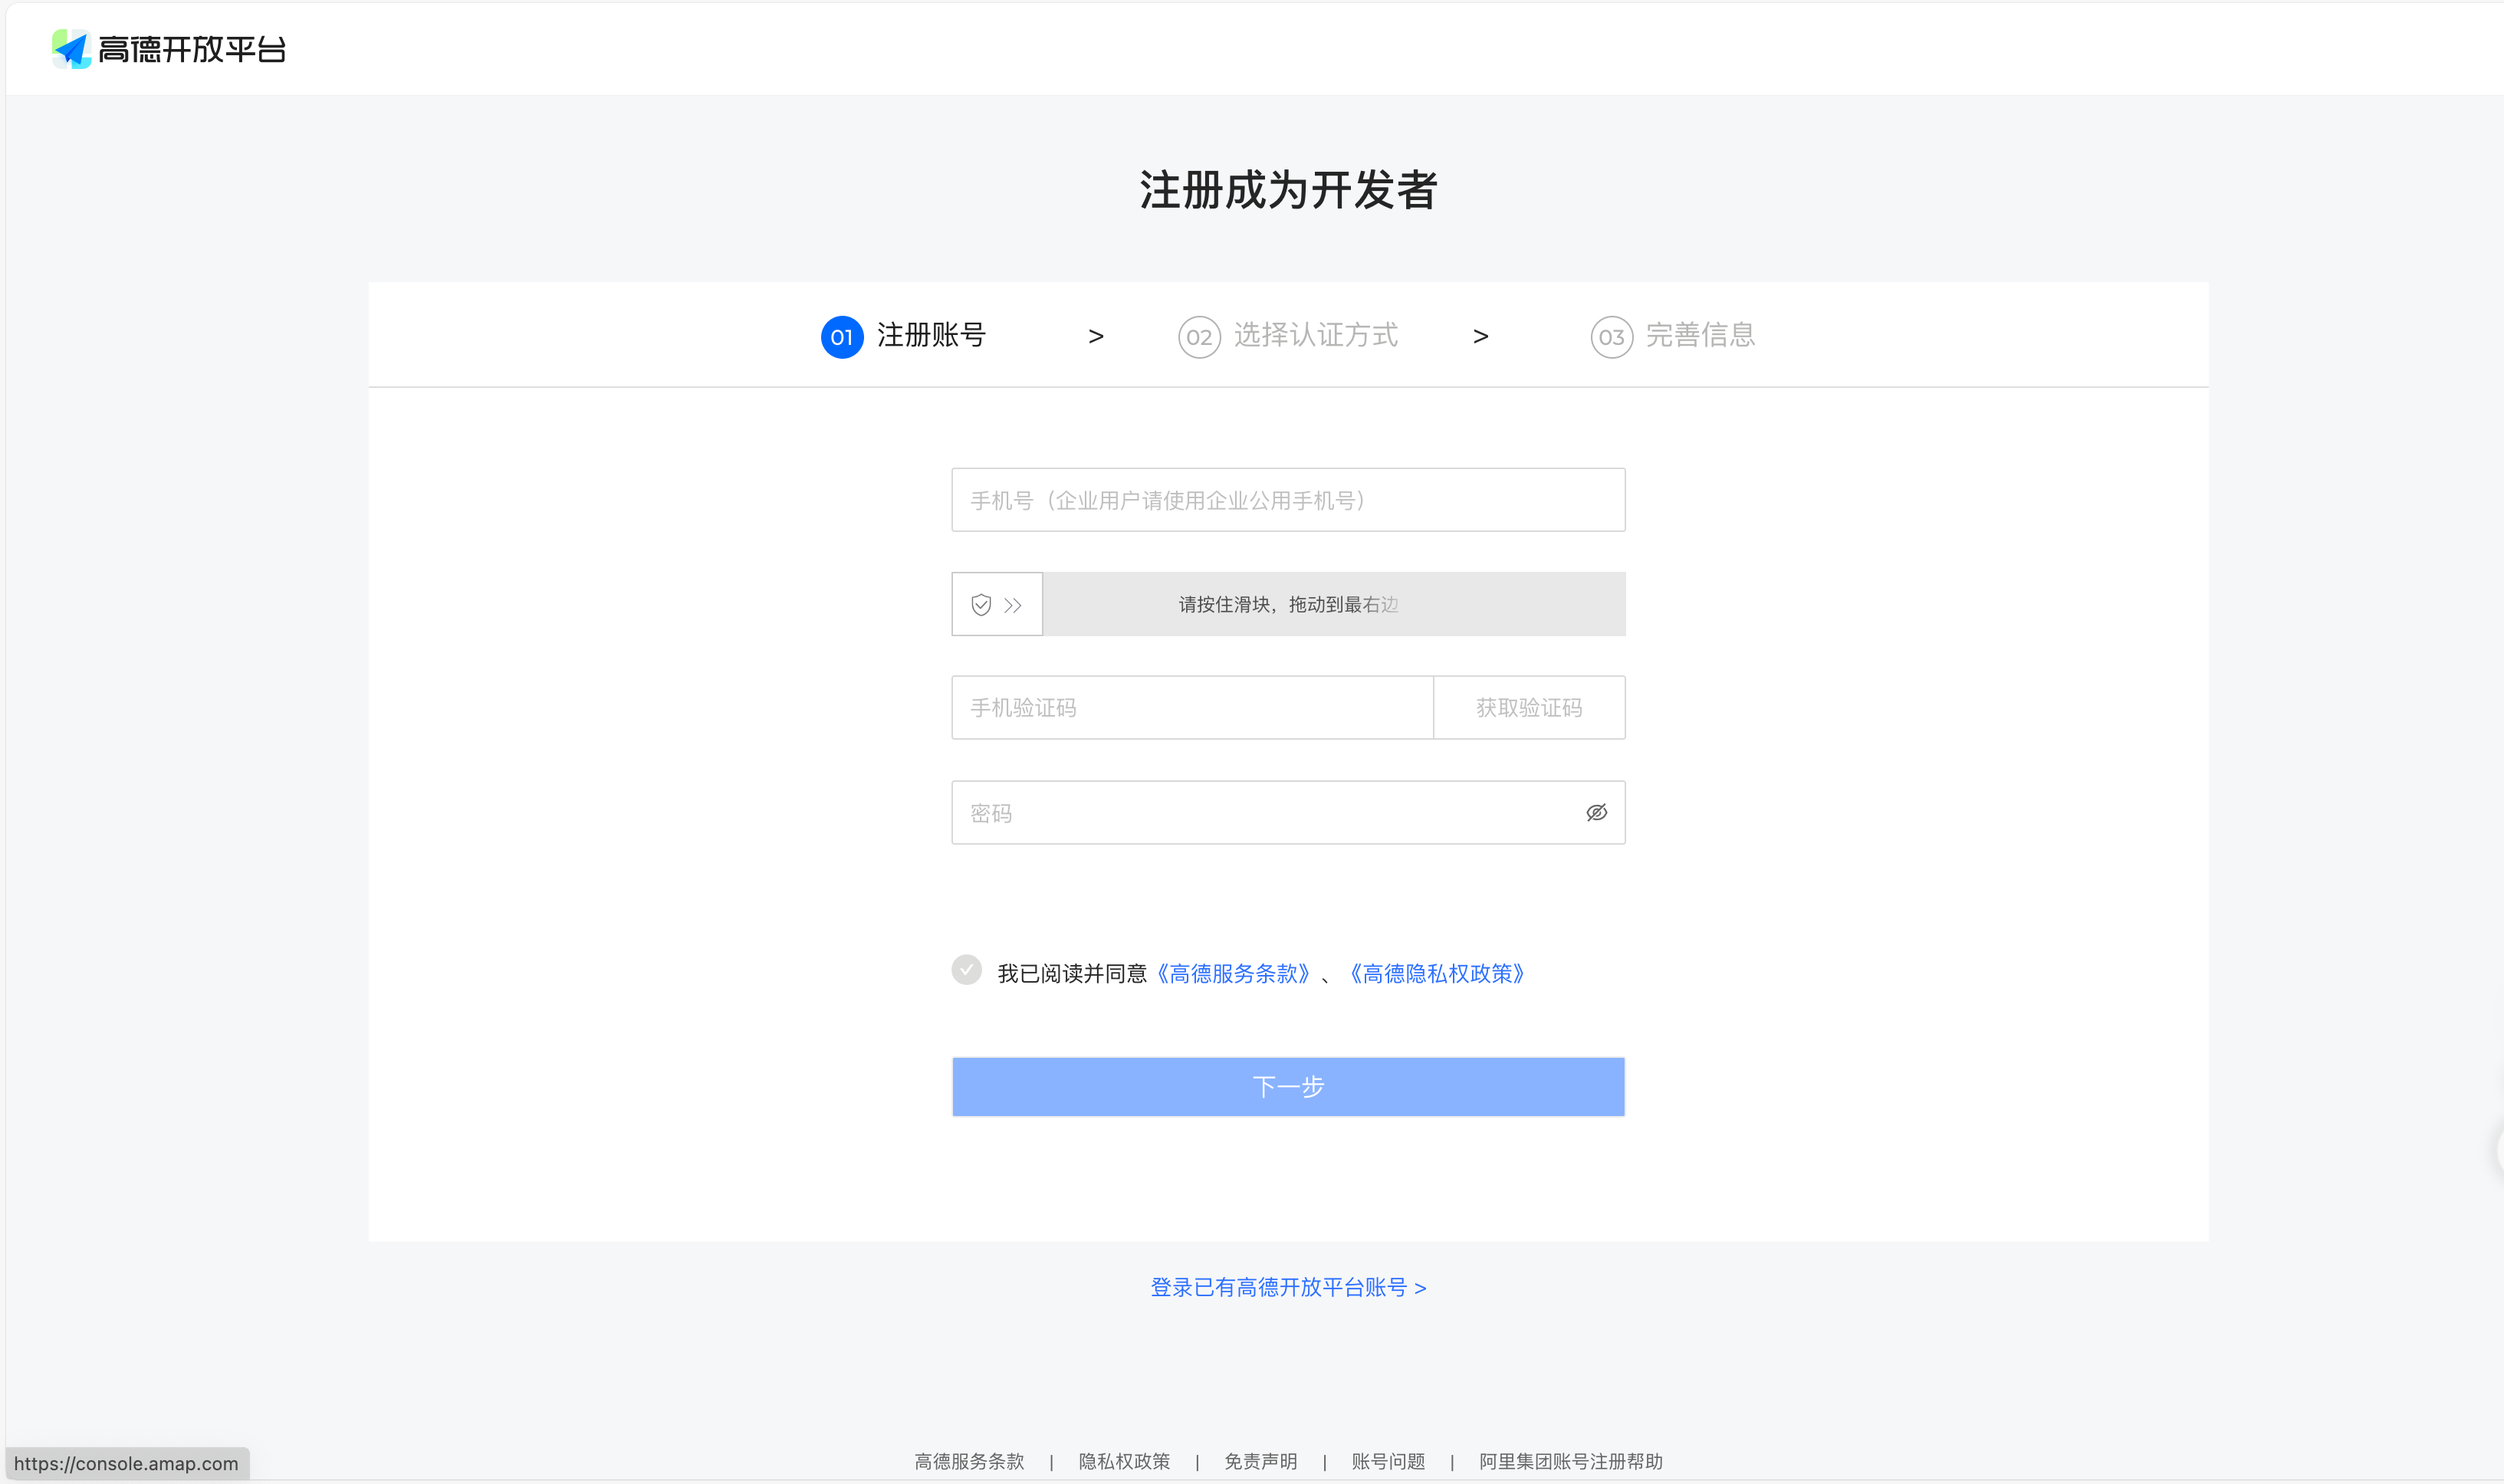 高德开放平台
注册成为开发者
01 注册账号 > 02 选择认证方式 > 03 完善信息
手机号（企业用户请使用企业公用手机号）
请按住滑块，拖动到最右边
手机验证码 获取验证码
密码
我已阅读并同意《高德服务条款》、《高德隐私权政策》
下一步
登录已有高德开放平台账号 >
高德服务条款 | 隐私权政策 | 免责声明 | 账号问题 | 阿里集团账号注册帮助
https://console.amap.com